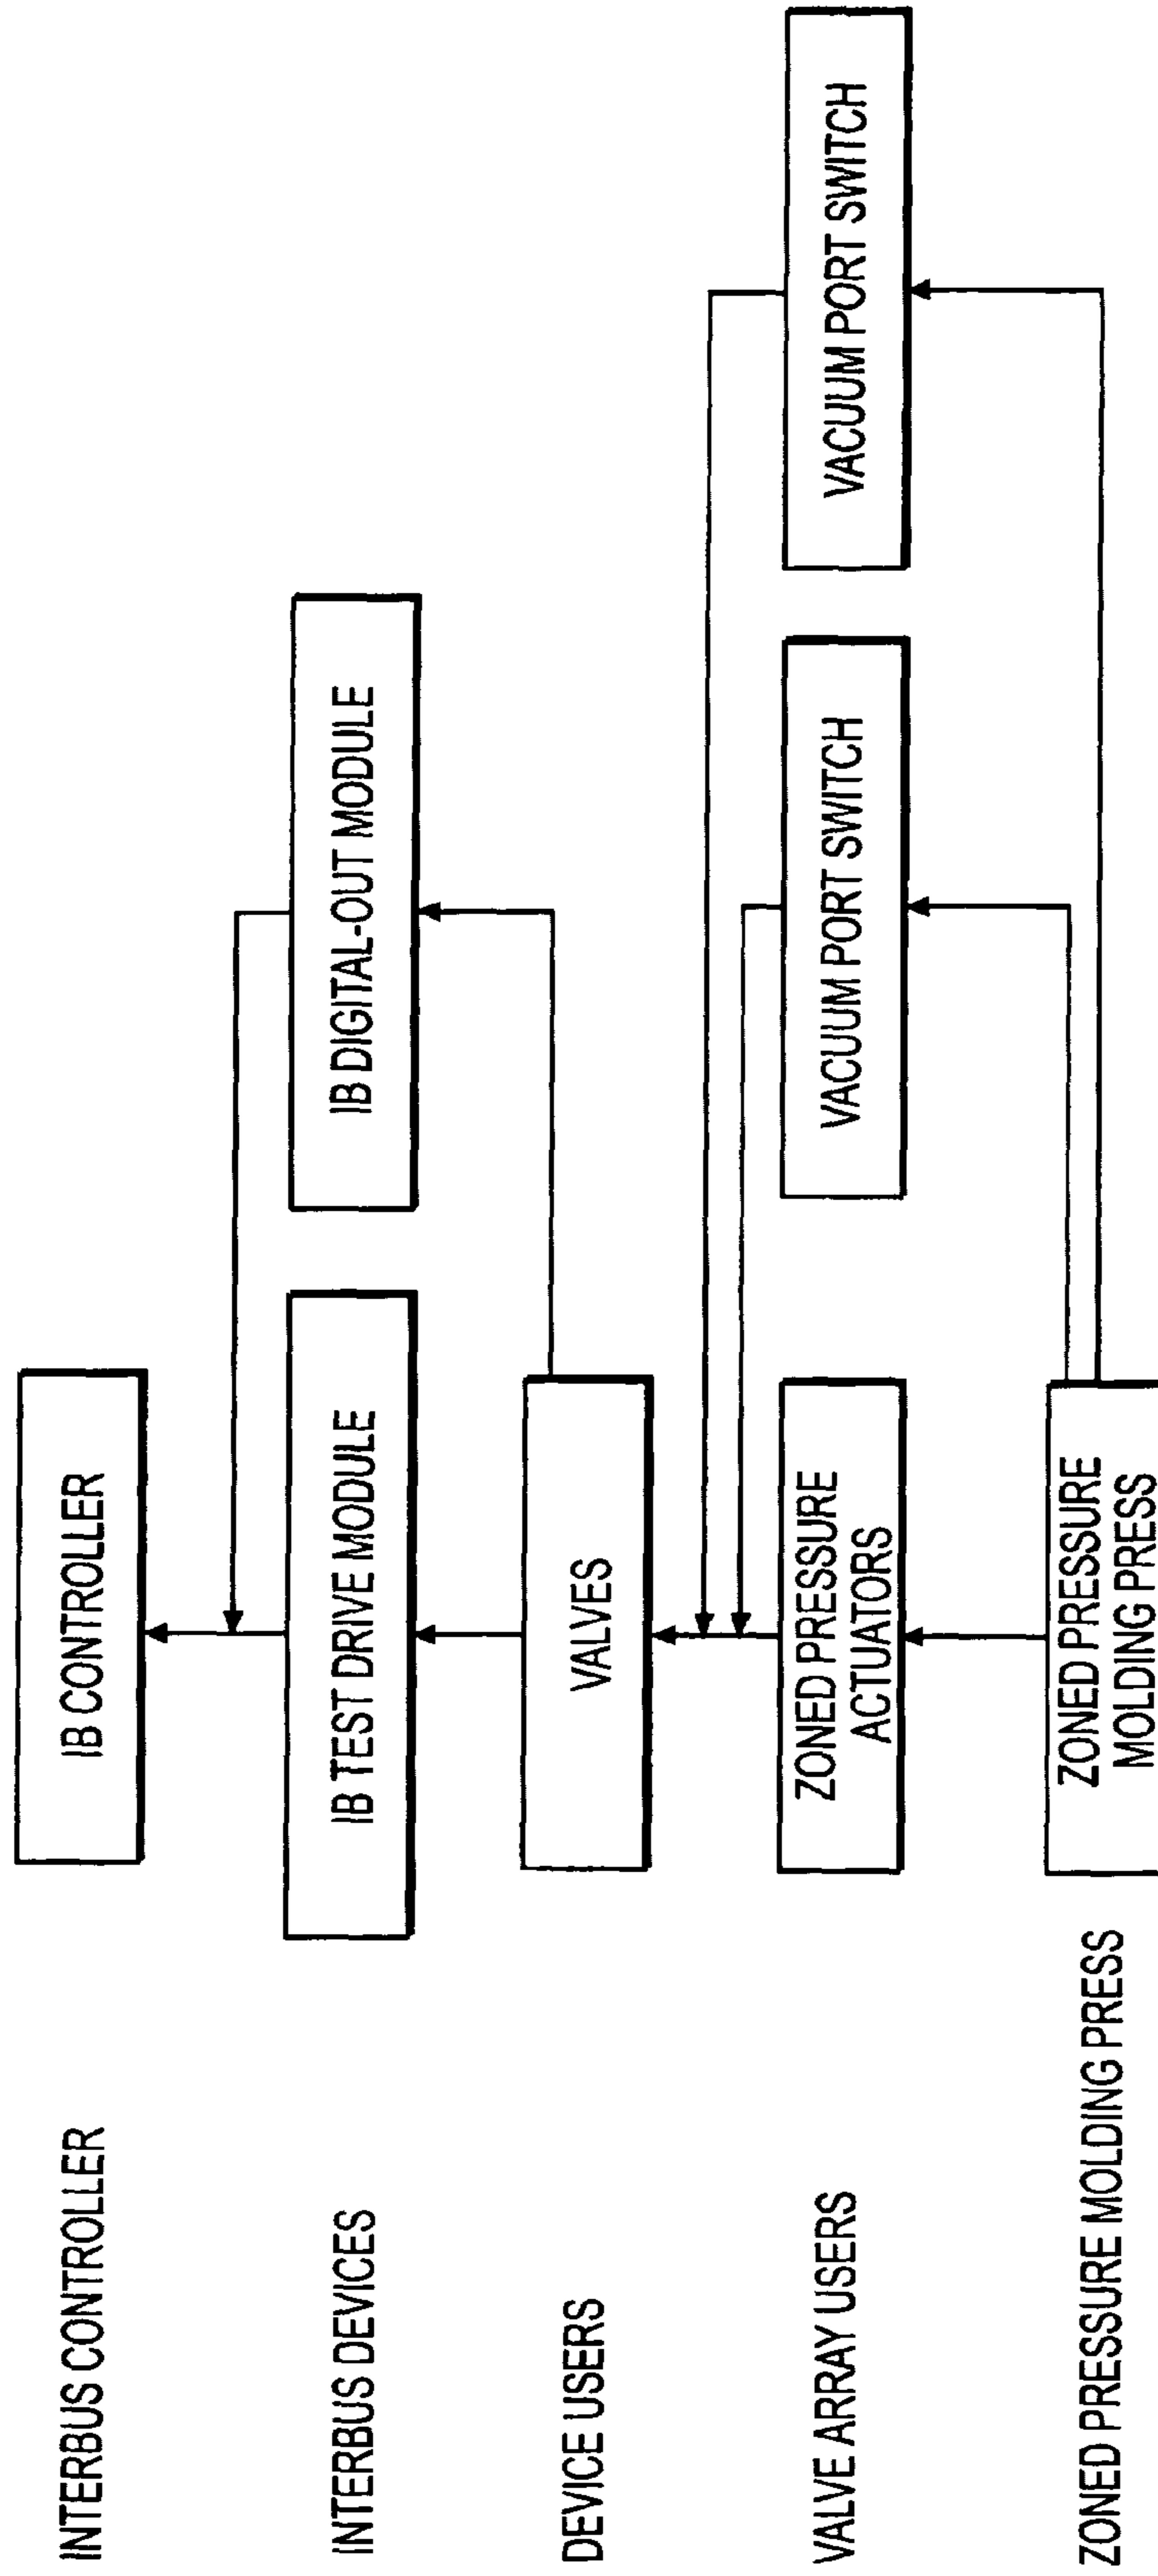 INTERBUS CONTROLLER
IB CONTROLLER
INTERBUS DEVICES
IB TEST DRIVE MODULE
IB DIGITAL-OUT MODULE
DEVICE USERS
VALVES
VALVE ARRAY USERS
ZONED PRESSURE
ACTUATORS
VACUUM PORT SWITCH
VACUUM PORT SWITCH
ZONED PRESSURE MOLDING PRESS
ZONED PRESSURE
MOLDING PRESS